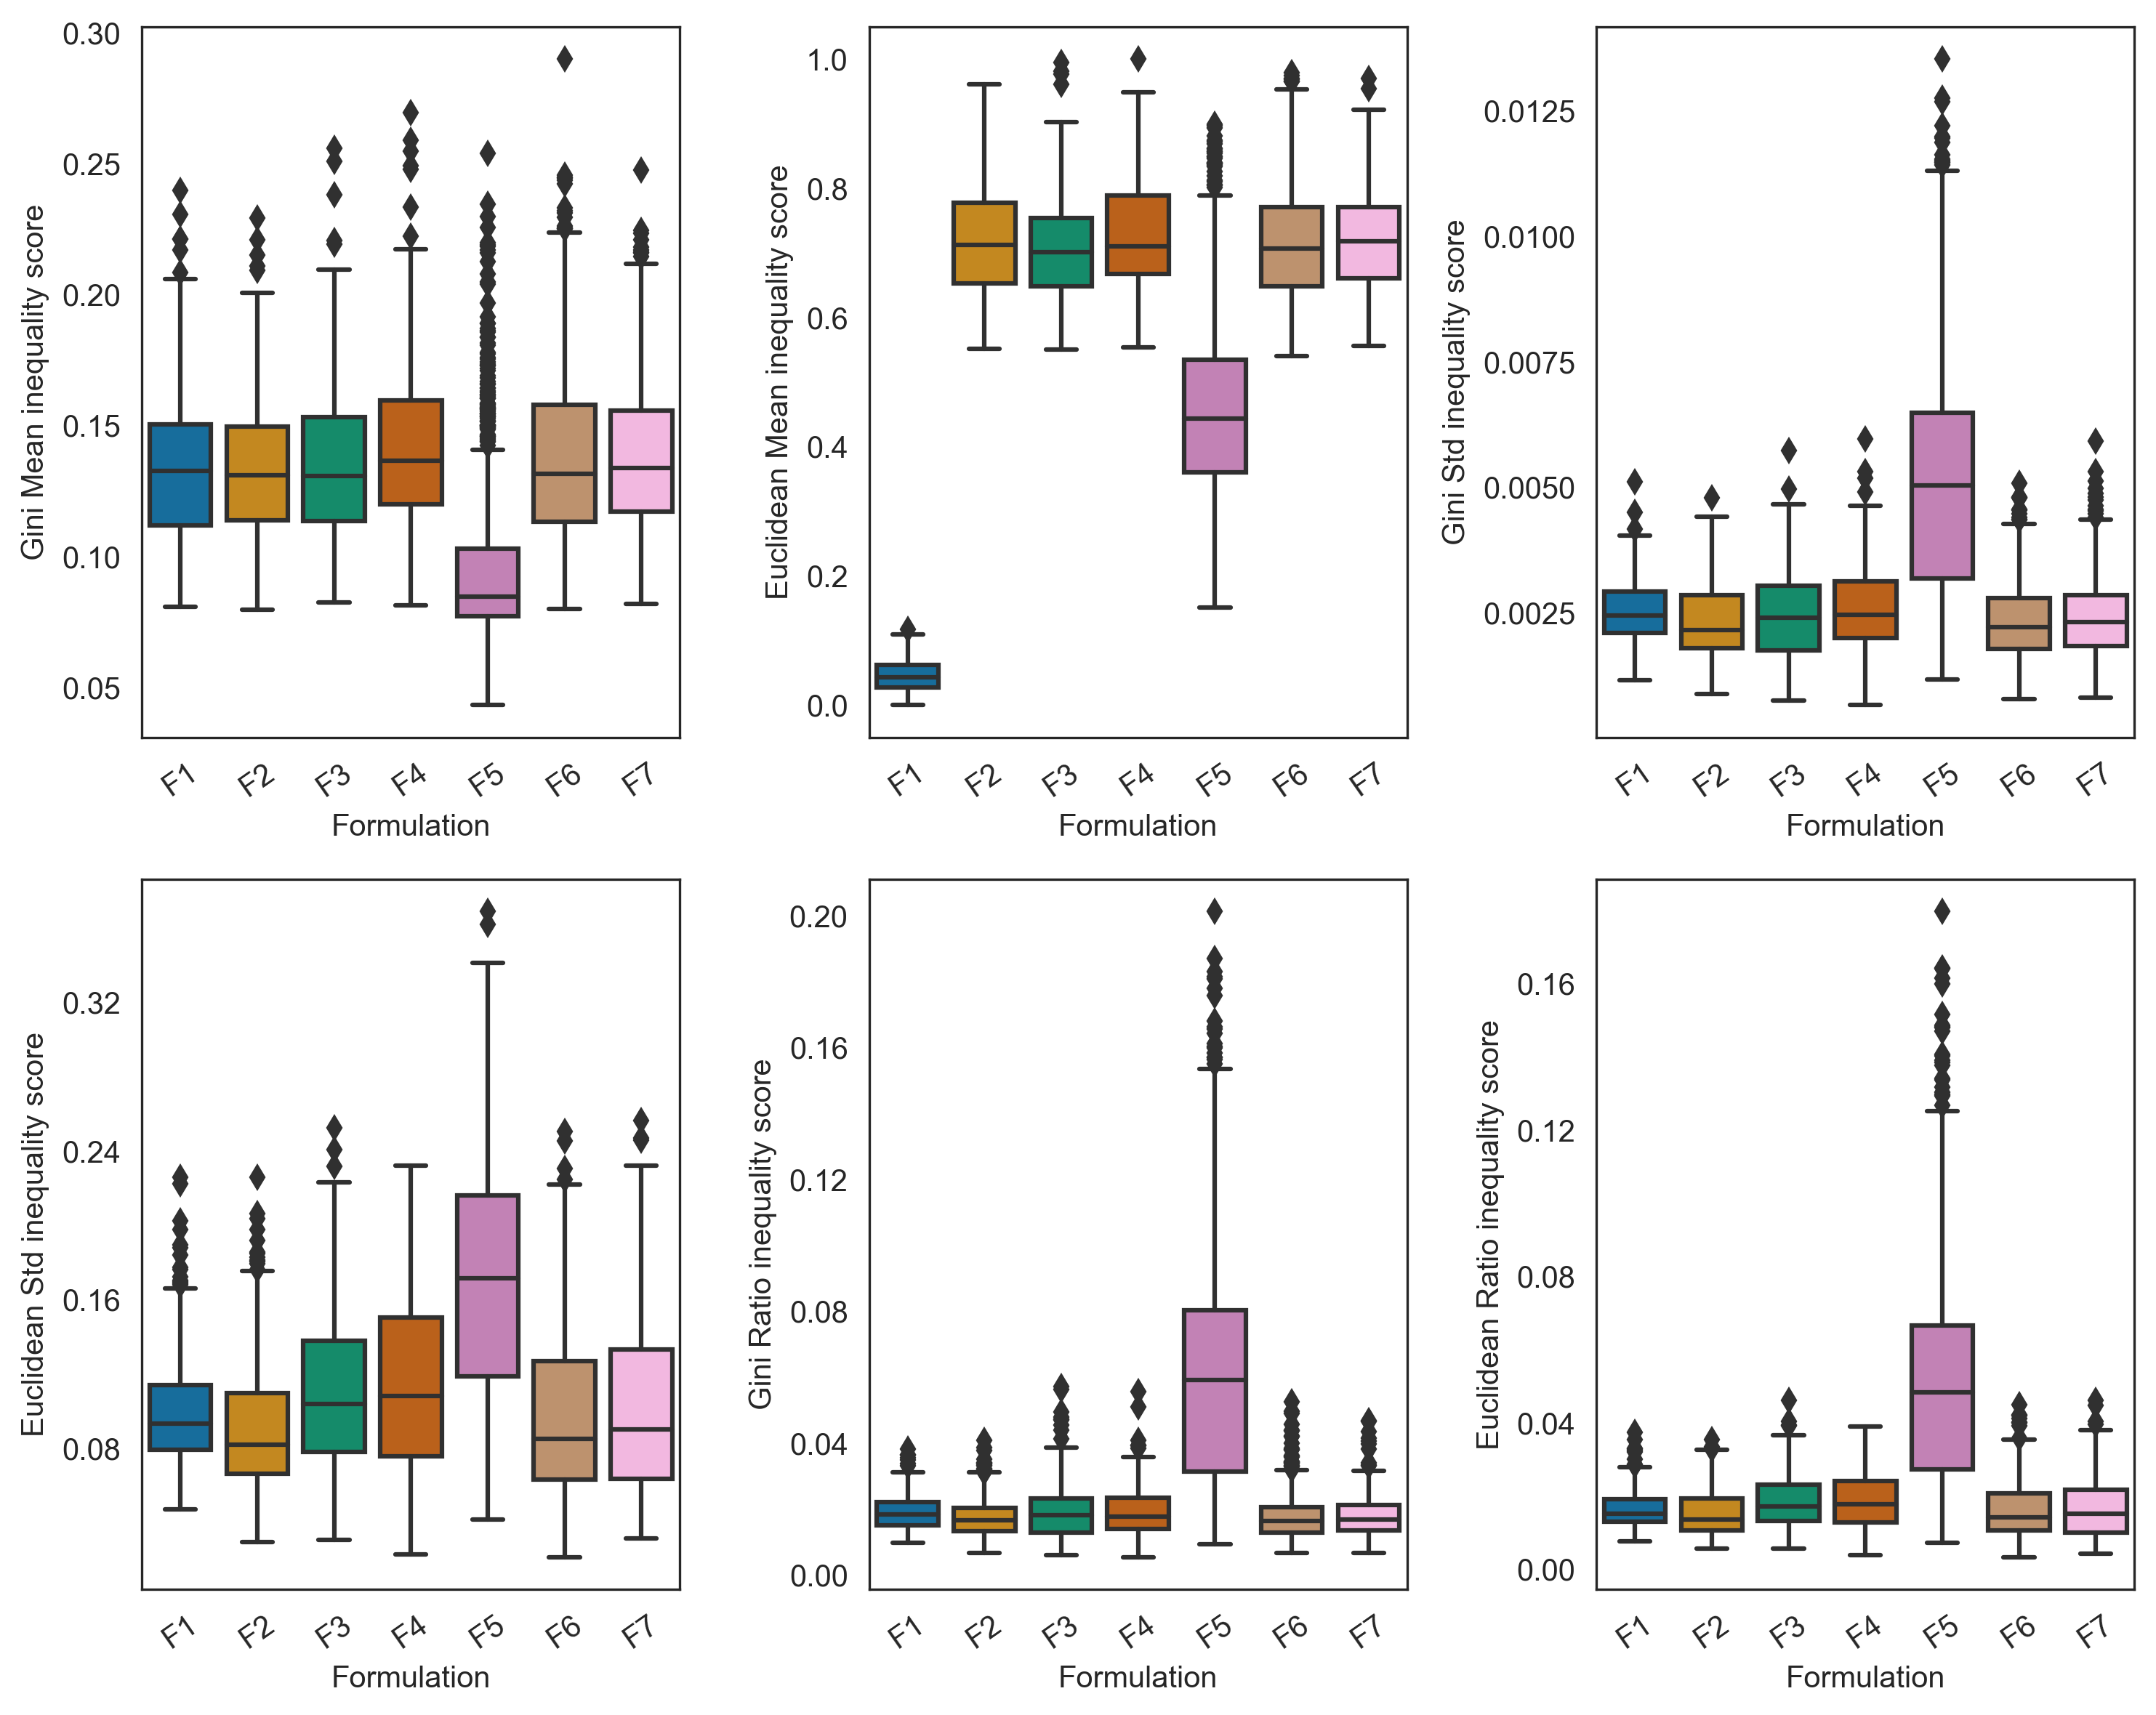 Gini Mean inequality score
0.30
0.25
0.20
0.15
0.10
0.05
F1 F2 F3 F4 F5 F6 F7
Formulation
Euclidean Mean inequality score
1.0
0.8
0.6
0.4
0.2
0.0
F1 F2 F3 F4 F5 F6 F7
Formulation
Gini Std inequality score
0.0125
0.0100
0.0075
0.0050
0.0025
F1 F2 F3 F4 F5 F6 F7
Formulation
Euclidean Std inequality score
0.32
0.24
0.16
0.08
F1 F2 F3 F4 F5 F6 F7
Formulation
Gini Ratio inequality score
0.20
0.16
0.12
0.08
0.04
0.00
F1 F2 F3 F4 F5 F6 F7
Formulation
Euclidean Ratio inequality score
0.16
0.12
0.08
0.04
0.00
F1 F2 F3 F4 F5 F6 F7
Formulation